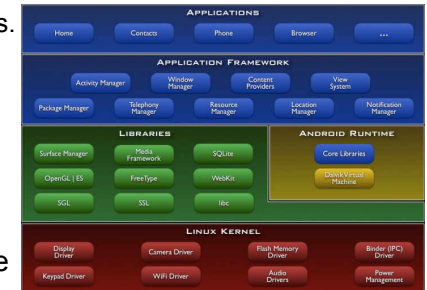 s.
APPLICATIONS
Home Contacts Phone Browser ...
APPLICATION FRAMEWORK
Activity Manager Window Manager Content Providers View System
Package Manager Telephony Manager Resource Manager Location Manager Notification Manager
LIBRARIES
Surface Manager Media Framework SQLite
OpenGL | ES FreeType WebKit
SGL SSL libc
ANDROID RUNTIME
Core Libraries
Dalvik Virtual Machine
LINUX KERNEL
e
Display Driver Camera Driver Flash Memory Driver Binder (IPC) Driver
Keypad Driver WiFi Driver Audio Drivers Power Management